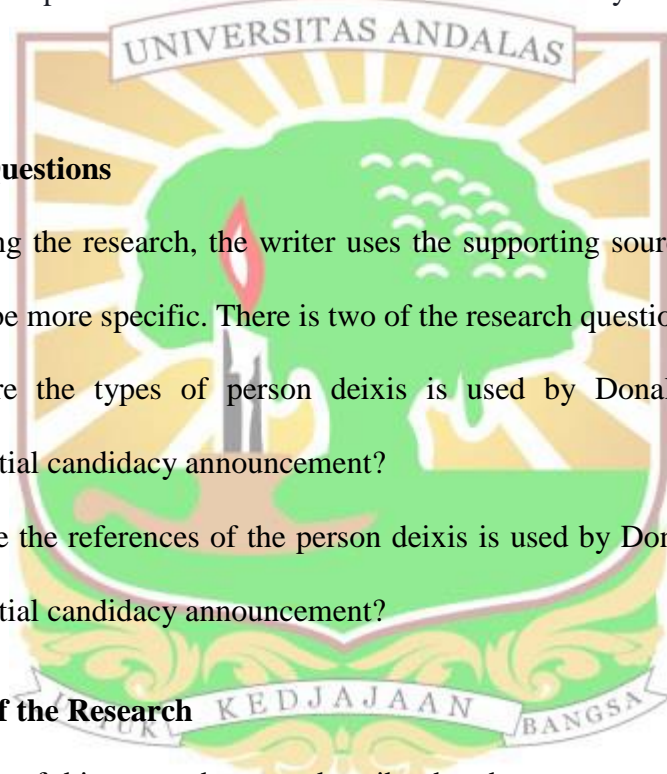 UNIVERSITAS ANDALAS
uestions
ng the research, the writer uses the supporting sour
be more specific. There is two of the research questio
re the types of person deixis is used by Donal
tial candidacy announcement?
e the references of the person deixis is used by Don
tial candidacy announcement?
f the Research
UNTUK KEDJAJAAN BANGSA